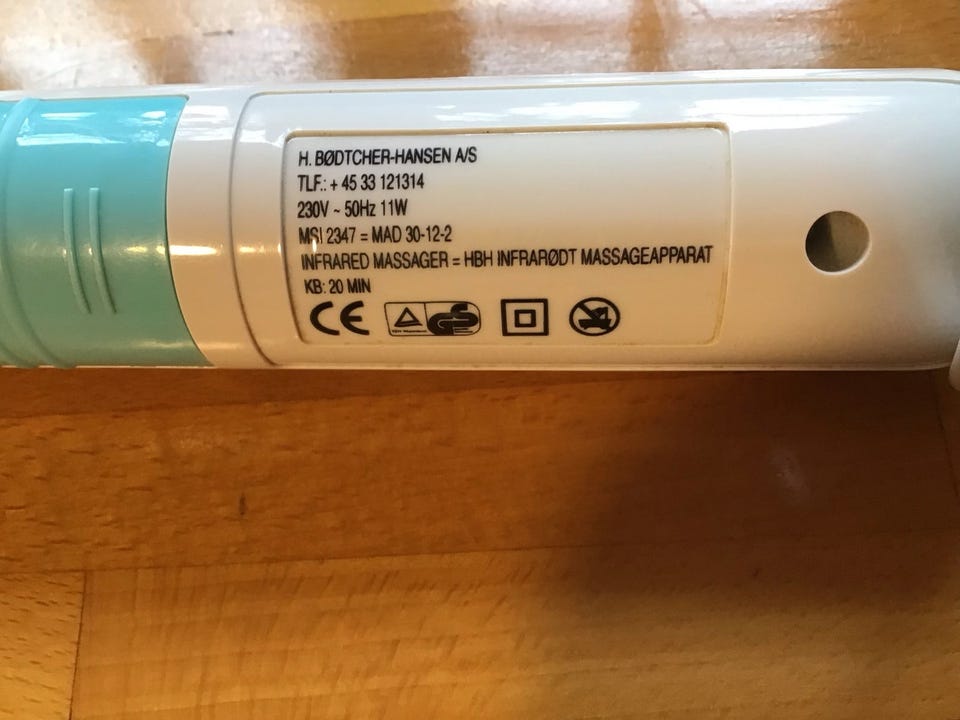 H. BØDTCHER-HANSEN A/S
TLF.: + 45 33 121314
230V ~ 50Hz 11W
MSI 2347 = MAD 30-12-2
INFRARED MASSAGER = HBH INFRARØDT MASSAGEAPPARAT
KB: 20 MIN
CE GS